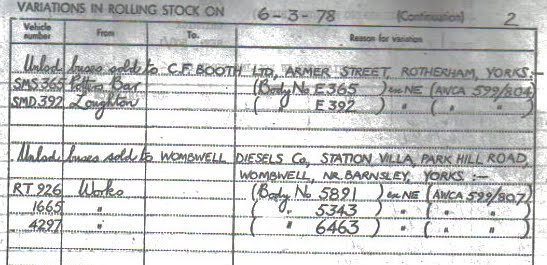 VARIATIONS IN ROLLING STOCK ON 6-3-78 (Continuation) 2
Vehicle number From To. Reason for variation
Unlad buses sold to C.F. BOOTH LTD, ARMER STREET, ROTHERHAM, YORKS:—
SMS.365 Potters Bar (Body No E365) ex NE (AWCA 599/804)
SMD.392 Loughton ( " E392 ) " ( " " )
Unlad buses sold to WOMBWELL DIESELS Co, STATION VILLA, PARK HILL ROAD,
WOMBWELL, NR. BARNSLEY, YORKS :—
RT.926 Works (Body No 5891 ) ex NE (AWCA 599/807)
1665 " ( " 5343 ) " ( " " )
4297 " ( " 6463 ) " ( " " )